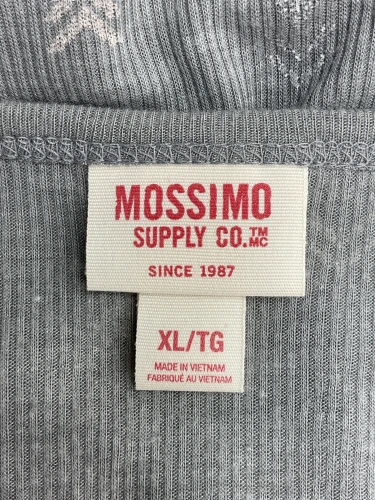 MOSSIMO
SUPPLY CO.™ MC
SINCE 1987
XL/TG
MADE IN VIETNAM
FABRIQUÉ AU VIETNAM